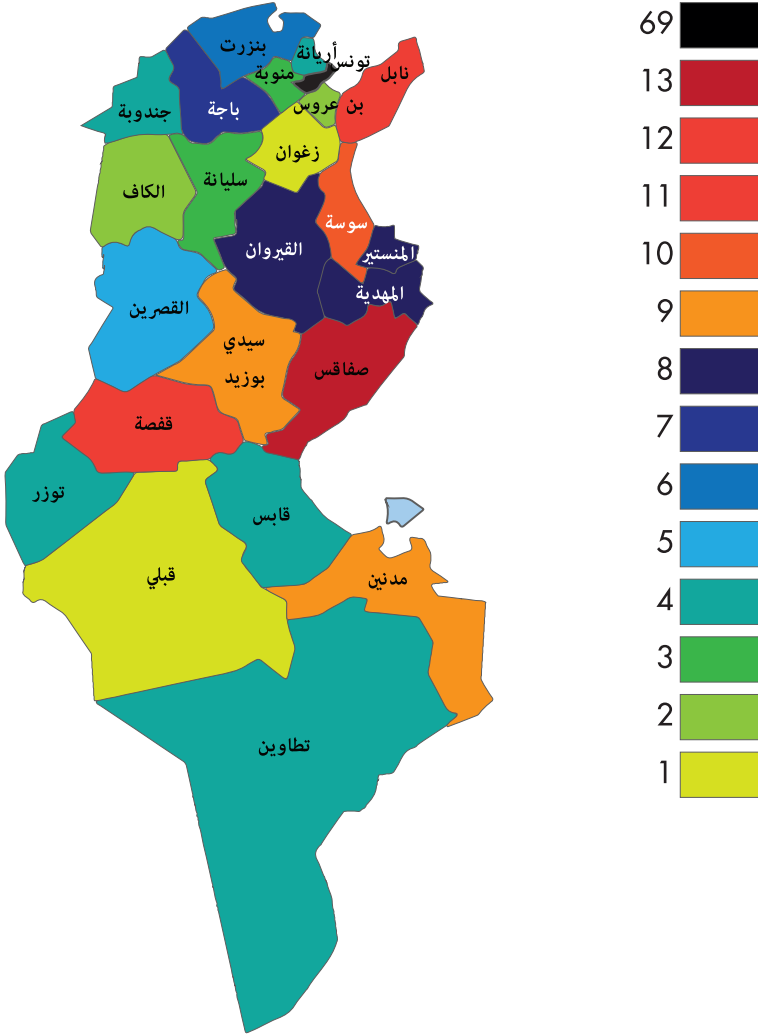 بنزرت
أريانة
تونس
منوبة
نابل
جندوبة
باجة
بن عروس
زغوان
الكاف
سليانة
سوسة
القيروان
المنستير
المهدية
القصرين
سيدي
بوزيد
صفاقس
قفصة
توزر
قابس
قبلي
مدنين
تطاوين
69
13
12
11
10
9
8
7
6
5
4
3
2
1